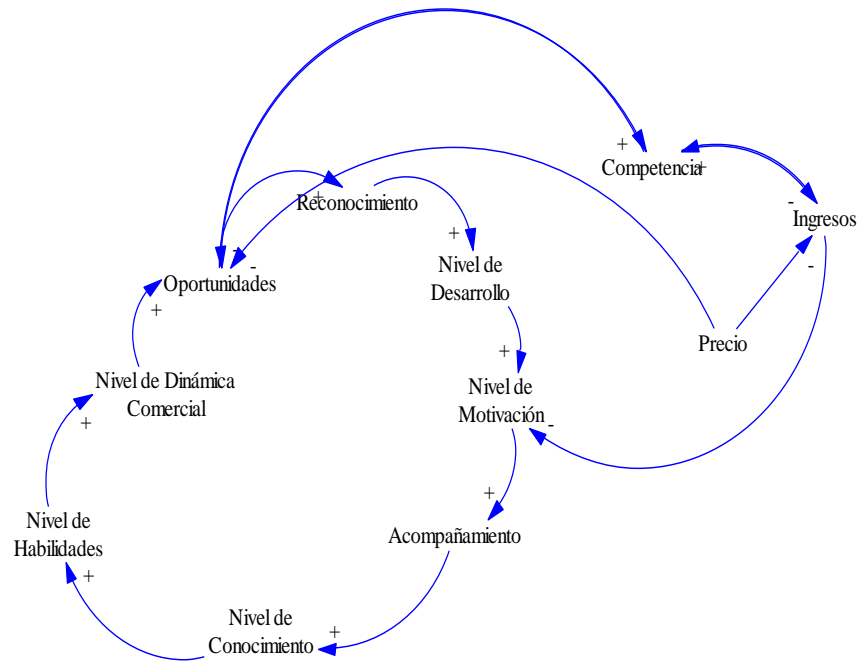 +
Competencia
+
-
Ingresos
-
+
Reconocimiento
+
Nivel de
Desarrollo
-
-
Oportunidades
+
Precio
+
Nivel de
Motivación
-
Nivel de Dinámica
Comercial
+
+
Acompañamiento
Nivel de
Habilidades
+
Nivel de
Conocimiento
+